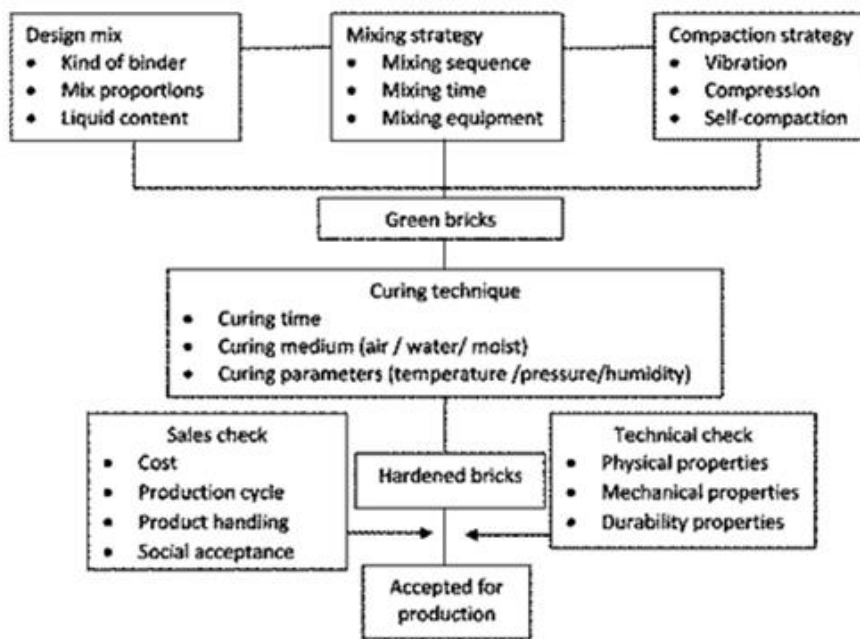 Design mix
• Kind of binder
• Mix proportions
• Liquid content
Mixing strategy
• Mixing sequence
• Mixing time
• Mixing equipment
Compaction strategy
• Vibration
• Compression
• Self-compaction
Green bricks
Curing technique
• Curing time
• Curing medium (air / water/ moist)
• Curing parameters (temperature /pressure/humidity)
Sales check
• Cost
• Production cycle
• Product handling
• Social acceptance
Hardened bricks
Technical check
• Physical properties
• Mechanical properties
• Durability properties
Accepted for
production